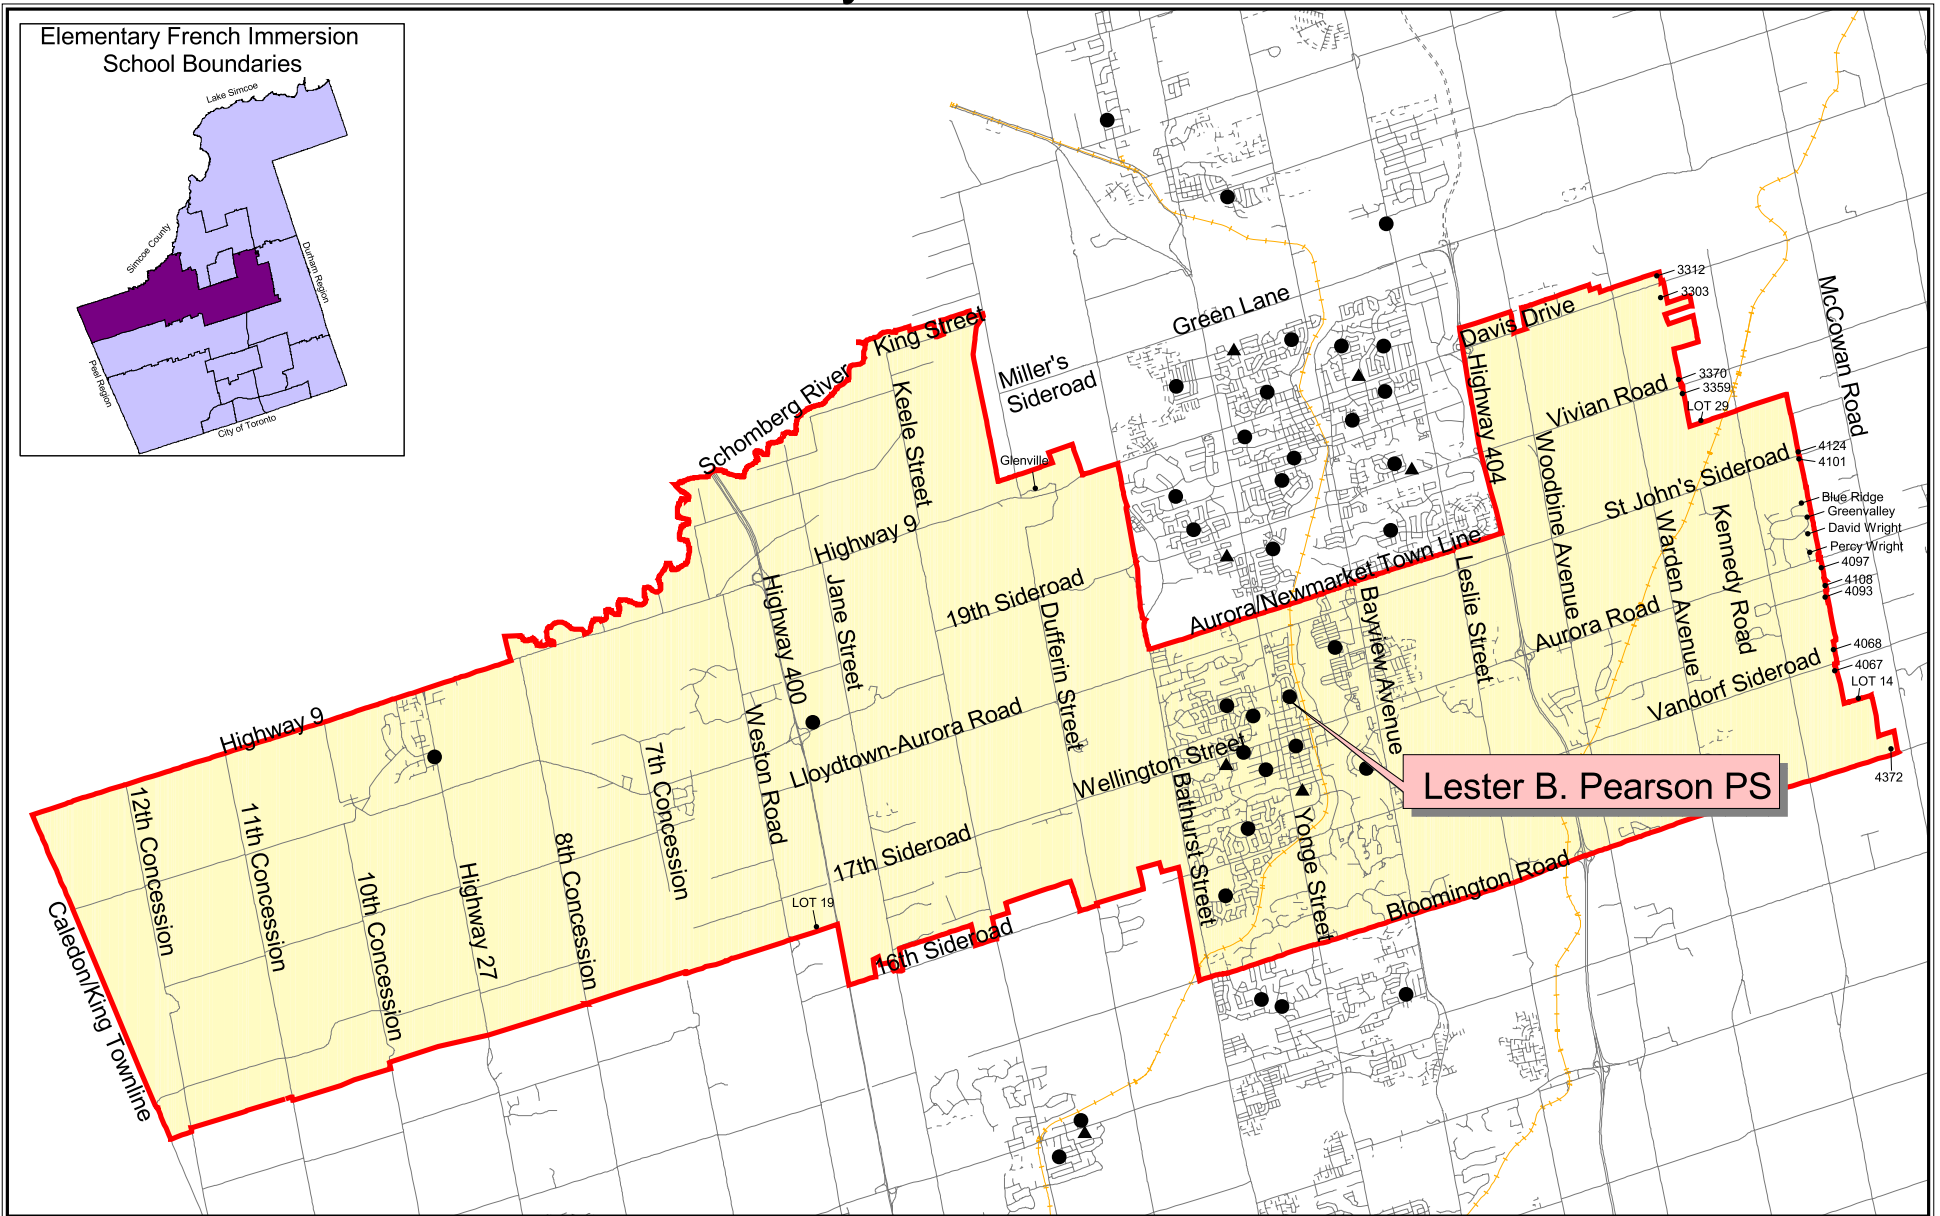 Elementary French Immersion
School Boundaries
Lake Simcoe
Simcoe County
Durham Region
Peel Region
City of Toronto
3312
3303
McCowan Road
Green Lane
Davis Drive
King Street
Miller's
Sideroad
Highway 404
3370
3359
Vivian Road
LOT 29
Keele Street
Schomberg River
Woodbine Avenue
4124
4101
Glenville
St John's Sideroad
Blue Ridge
Greenvalley
David Wright
Percy Wright
4097
4108
4093
Warden Avenue
Kennedy Road
Highway 9
Aurora/Newmarket Town Line
Leslie Street
Highway 400
Jane Street
19th Sideroad
Dufferin Street
Bayview Avenue
Aurora Road
4068
4067
LOT 14
Vandorf Sideroad
Highway 9
Weston Road
Lloydtown-Aurora Road
7th Concession
Wellington Street
Bathurst Street
Lester B. Pearson PS
4372
12th Concession
11th Concession
10th Concession
Highway 27
8th Concession
17th Sideroad
Yonge Street
Bloomington Road
LOT 19
16th Sideroad
Caledon/King Townline